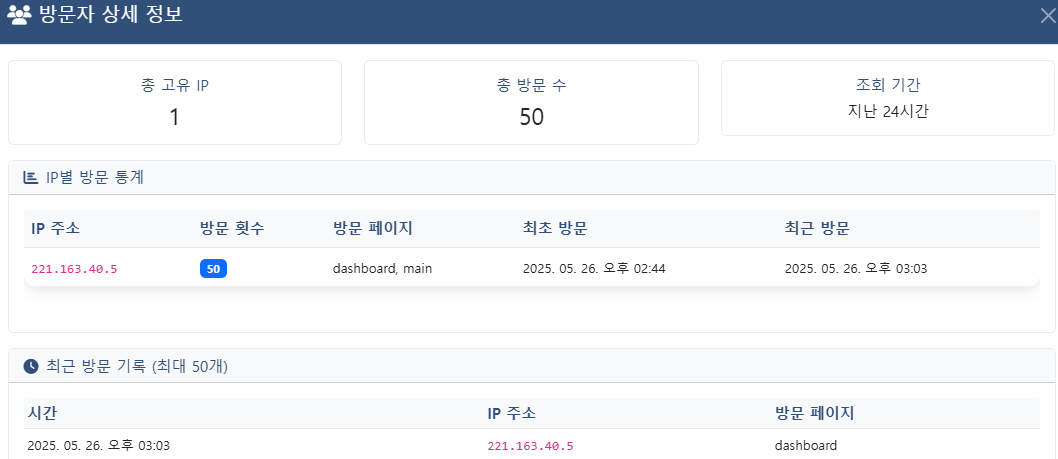 방문자 상세 정보
총 고유 IP
1
총 방문 수
50
조회 기간
지난 24시간
IP별 방문 통계
IP 주소 방문 횟수 방문 페이지 최초 방문 최근 방문
221.163.40.5 50 dashboard, main 2025. 05. 26. 오후 02:44 2025. 05. 26. 오후 03:03
최근 방문 기록 (최대 50개)
시간 IP 주소 방문 페이지
2025. 05. 26. 오후 03:03 221.163.40.5 dashboard